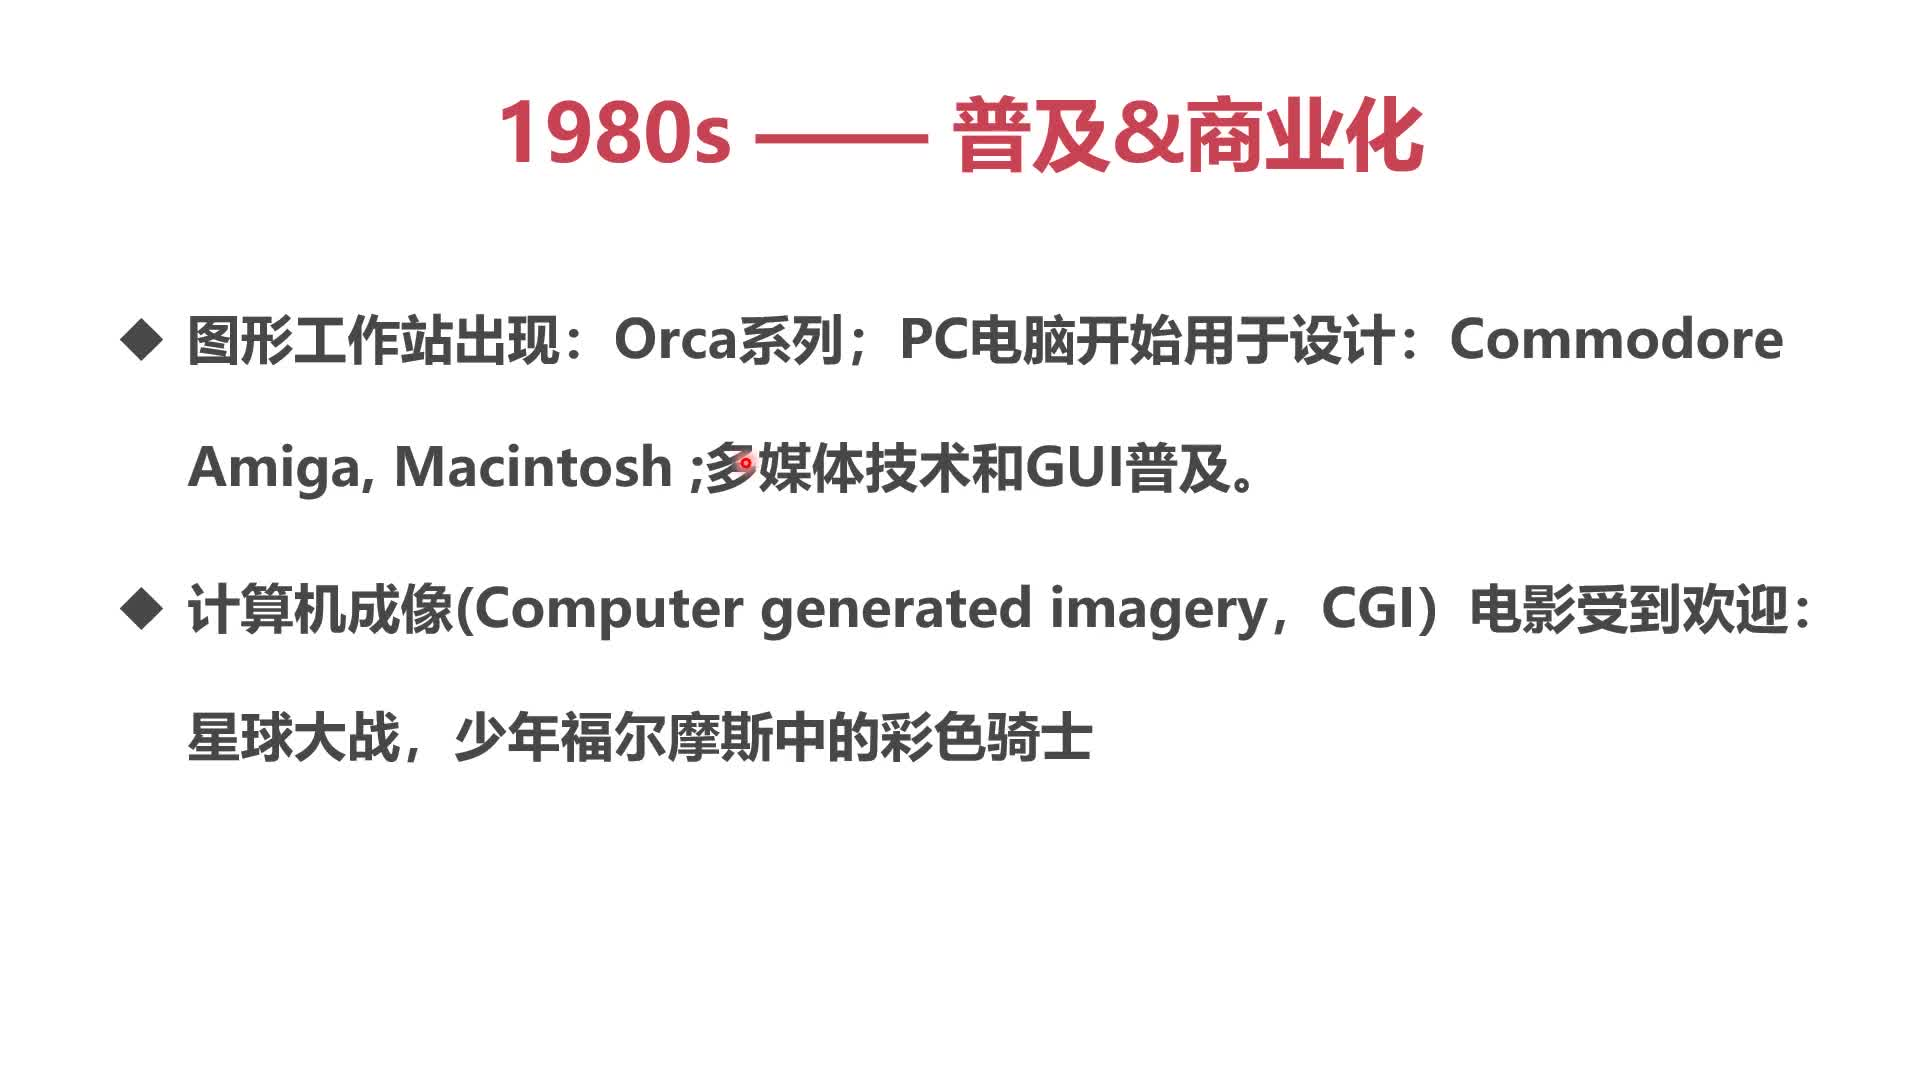 1980s —— 普及&商业化
图形工作站出现：Orca系列；PC电脑开始用于设计：Commodore
Amiga, Macintosh ;多媒体技术和GUI普及。
计算机成像(Computer generated imagery，CGI）电影受到欢迎：
星球大战，少年福尔摩斯中的彩色骑士